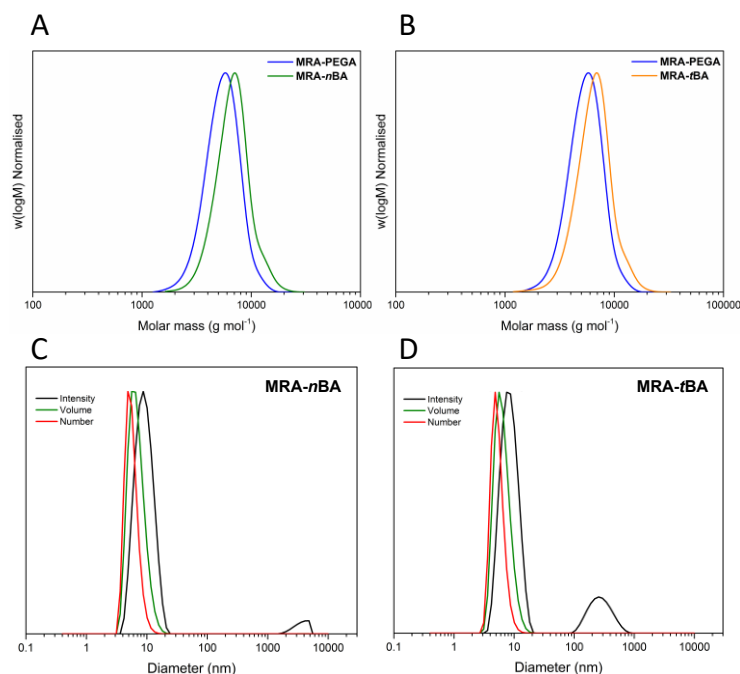 A
B
MRA-PEGA
MRA-nBA
MRA-PEGA
MRA-tBA
w(logM) Normalised
w(logM) Normalised
100 1000 10000 10000
100 1000 10000 100000
Molar mass (g mol⁻¹)
Molar mass (g mol⁻¹)
C
D
MRA-nBA
MRA-tBA
Intensity
Volume
Number
Intensity
Volume
Number
0.1 1 10 100 1000 10000
0.1 1 10 100 1000 10000
Diameter (nm)
Diameter (nm)